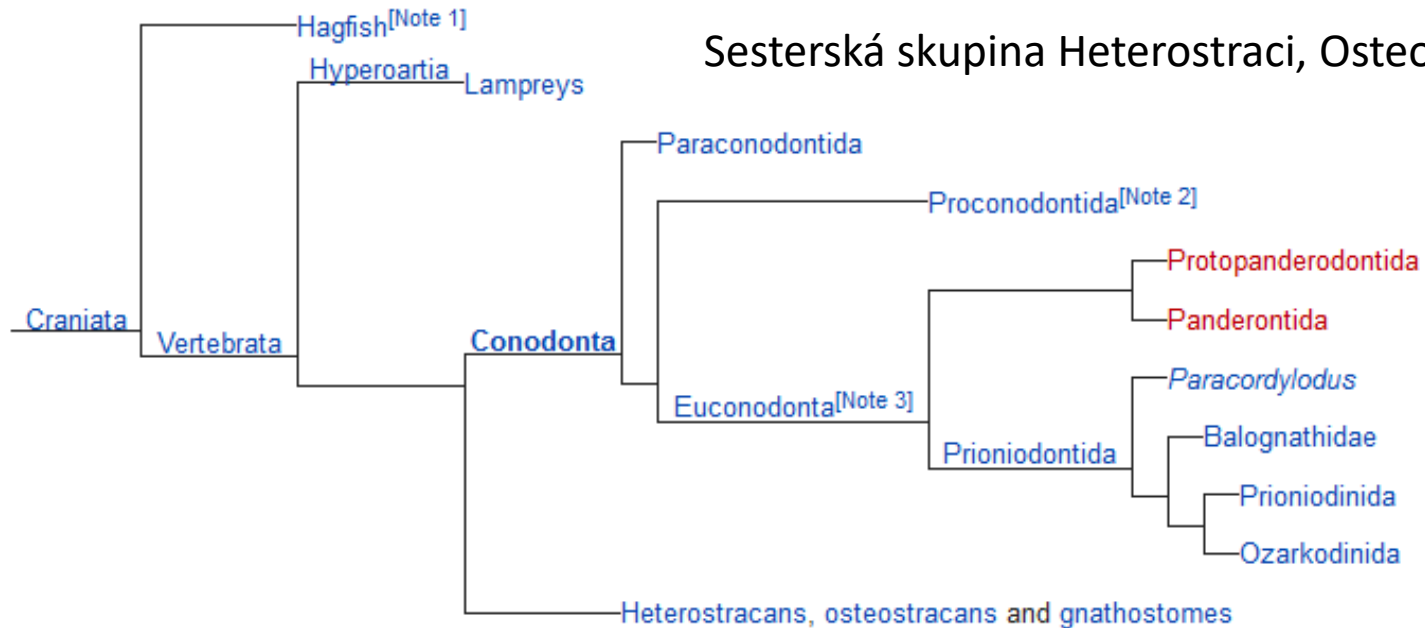 Hagfish[Note 1]
Sesterská skupina Heterostraci,
Hyperoartia
Lampreys
Paraconodontida
Proconodontida[Note 2]
Protopanderodontida
Craniata
Panderontida
Vertebrata
Conodonta
Paracordylodus
Euconodonta[Note 3]
Balognathidae
Prioniodontida
Prioniodinida
Ozarkodinida
Heterostracans, osteostracans and gnathostomes